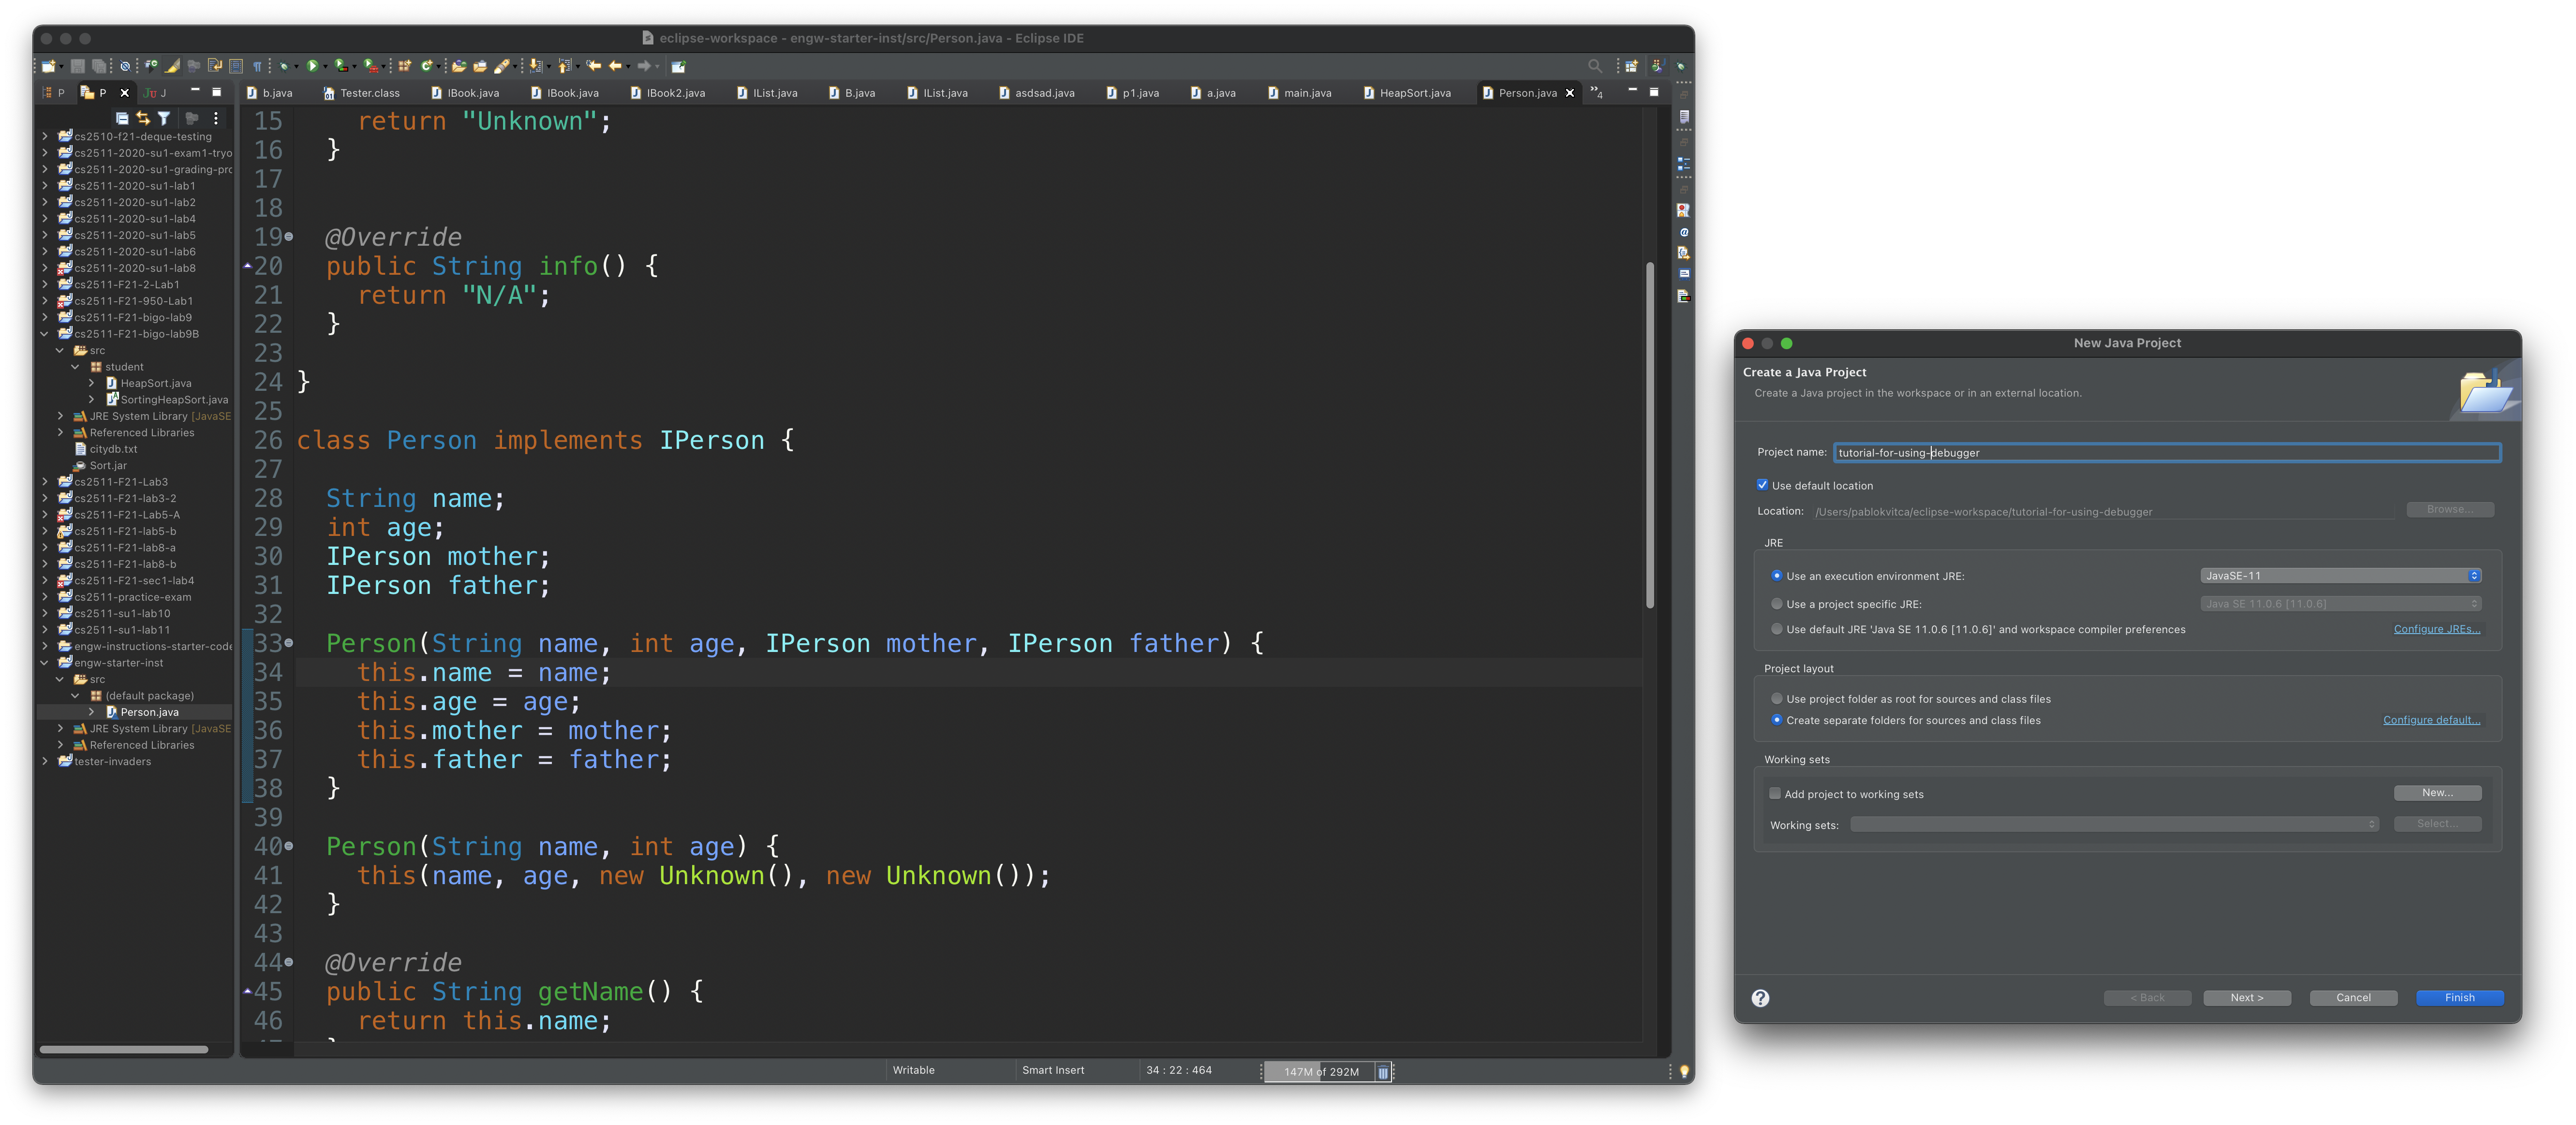 eclipse-workspace - engw-starter-inst/src/Person.java - Eclipse IDE
P
P
J
b.java
Tester.class
IBook.java
IBook.java
IBook2.java
IList.java
B.java
IList.java
asdsad.java
p1.java
a.java
main.java
HeapSort.java
Person.java
4
cs2510-f21-deque-testing
cs2511-2020-su1-exam1-tryo
cs2511-2020-su1-grading-pro
cs2511-2020-su1-lab1
cs2511-2020-su1-lab2
cs2511-2020-su1-lab4
cs2511-2020-su1-lab5
cs2511-2020-su1-lab6
cs2511-2020-su1-lab8
cs2511-F21-2-Lab1
cs2511-F21-950-Lab1
cs2511-F21-bigo-lab9
cs2511-F21-bigo-lab9B
src
student
HeapSort.java
SortingHeapSort.java
JRE System Library [JavaSE
Referenced Libraries
citydb.txt
Sort.jar
cs2511-F21-Lab3
cs2511-F21-lab3-2
cs2511-F21-Lab5-A
cs2511-F21-lab5-b
cs2511-F21-lab8-a
cs2511-F21-lab8-b
cs2511-F21-sec1-lab4
cs2511-practice-exam
cs2511-su1-lab10
cs2511-su1-lab11
engw-instructions-starter-code
engw-starter-inst
src
(default package)
Person.java
JRE System Library [JavaSE
Referenced Libraries
tester-invaders
15 return "Unknown";
16 }
17
18
19 @Override
20 public String info() {
21 return "N/A";
22 }
23
24 }
25
26 class Person implements IPerson {
27
28 String name;
29 int age;
30 IPerson mother;
31 IPerson father;
32
33 Person(String name, int age, IPerson mother, IPerson father) {
34 this.name = name;
35 this.age = age;
36 this.mother = mother;
37 this.father = father;
38 }
39
40 Person(String name, int age) {
41 this(name, age, new Unknown(), new Unknown());
42 }
43
44 @Override
45 public String getName() {
46 return this.name;
Writable
Smart Insert
34 : 22 : 464
147M of 292M
New Java Project
Create a Java Project
Create a Java project in the workspace or in an external location.
Project name: tutorial-for-using-debugger
Use default location
Location: /Users/pablokvitca/eclipse-workspace/tutorial-for-using-debugger Browse...
JRE
Use an execution environment JRE: JavaSE-11
Use a project specific JRE: Java SE 11.0.6 [11.0.6]
Use default JRE 'Java SE 11.0.6 [11.0.6]' and workspace compiler preferences Configure JREs...
Project layout
Use project folder as root for sources and class files
Create separate folders for sources and class files Configure default...
Working sets
Add project to working sets New...
Working sets: Select...
? < Back Next > Cancel Finish